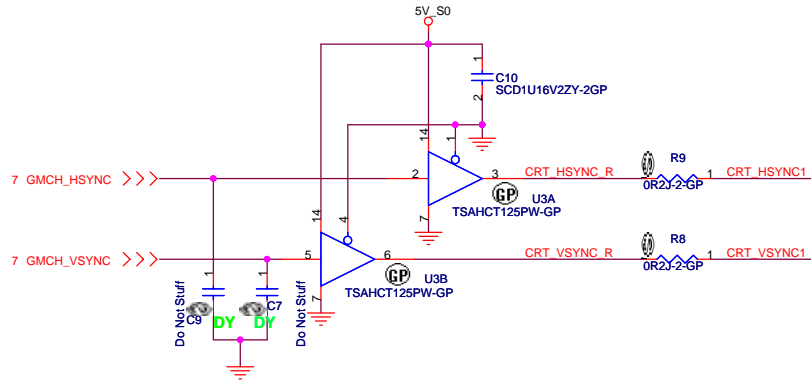 5V_S0
1
C10
SCD1U16V2ZY-2GP
2
14
1
7 GMCH_HSYNC
2
3
CRT_HSYNC_R
R9
1
CRT_HSYNC1
GP
U3A
0R2J-2-GP
7
TSAHCT125PW-GP
14
4
7 GMCH_VSYNC
5
6
CRT_VSYNC_R
R8
1
CRT_VSYNC1
GP
U3B
0R2J-2-GP
7
TSAHCT125PW-GP
1
1
Do Not Stuff
C9
DY
C7
DY
Do Not Stuff